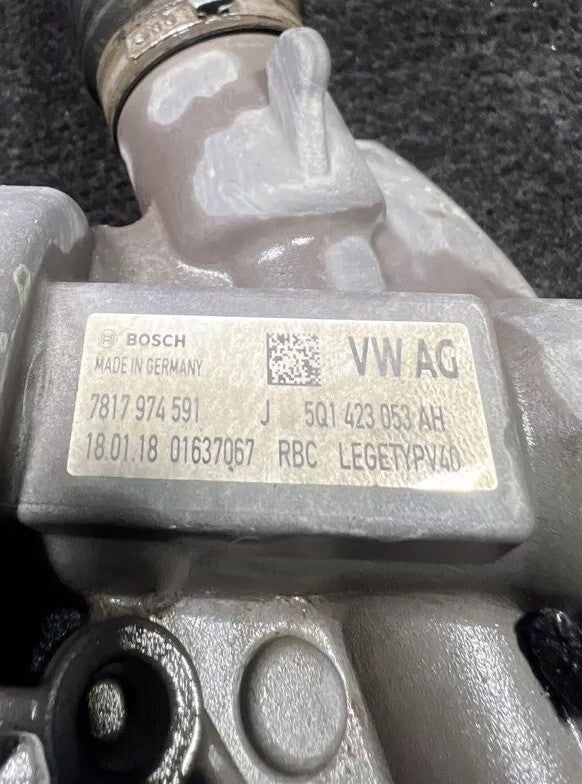 BOSCH
MADE IN GERMANY
VW AG
7817 974 591 J 5Q1 423 053 AH
18.01.18 01637067 RBC LEGETYPV40